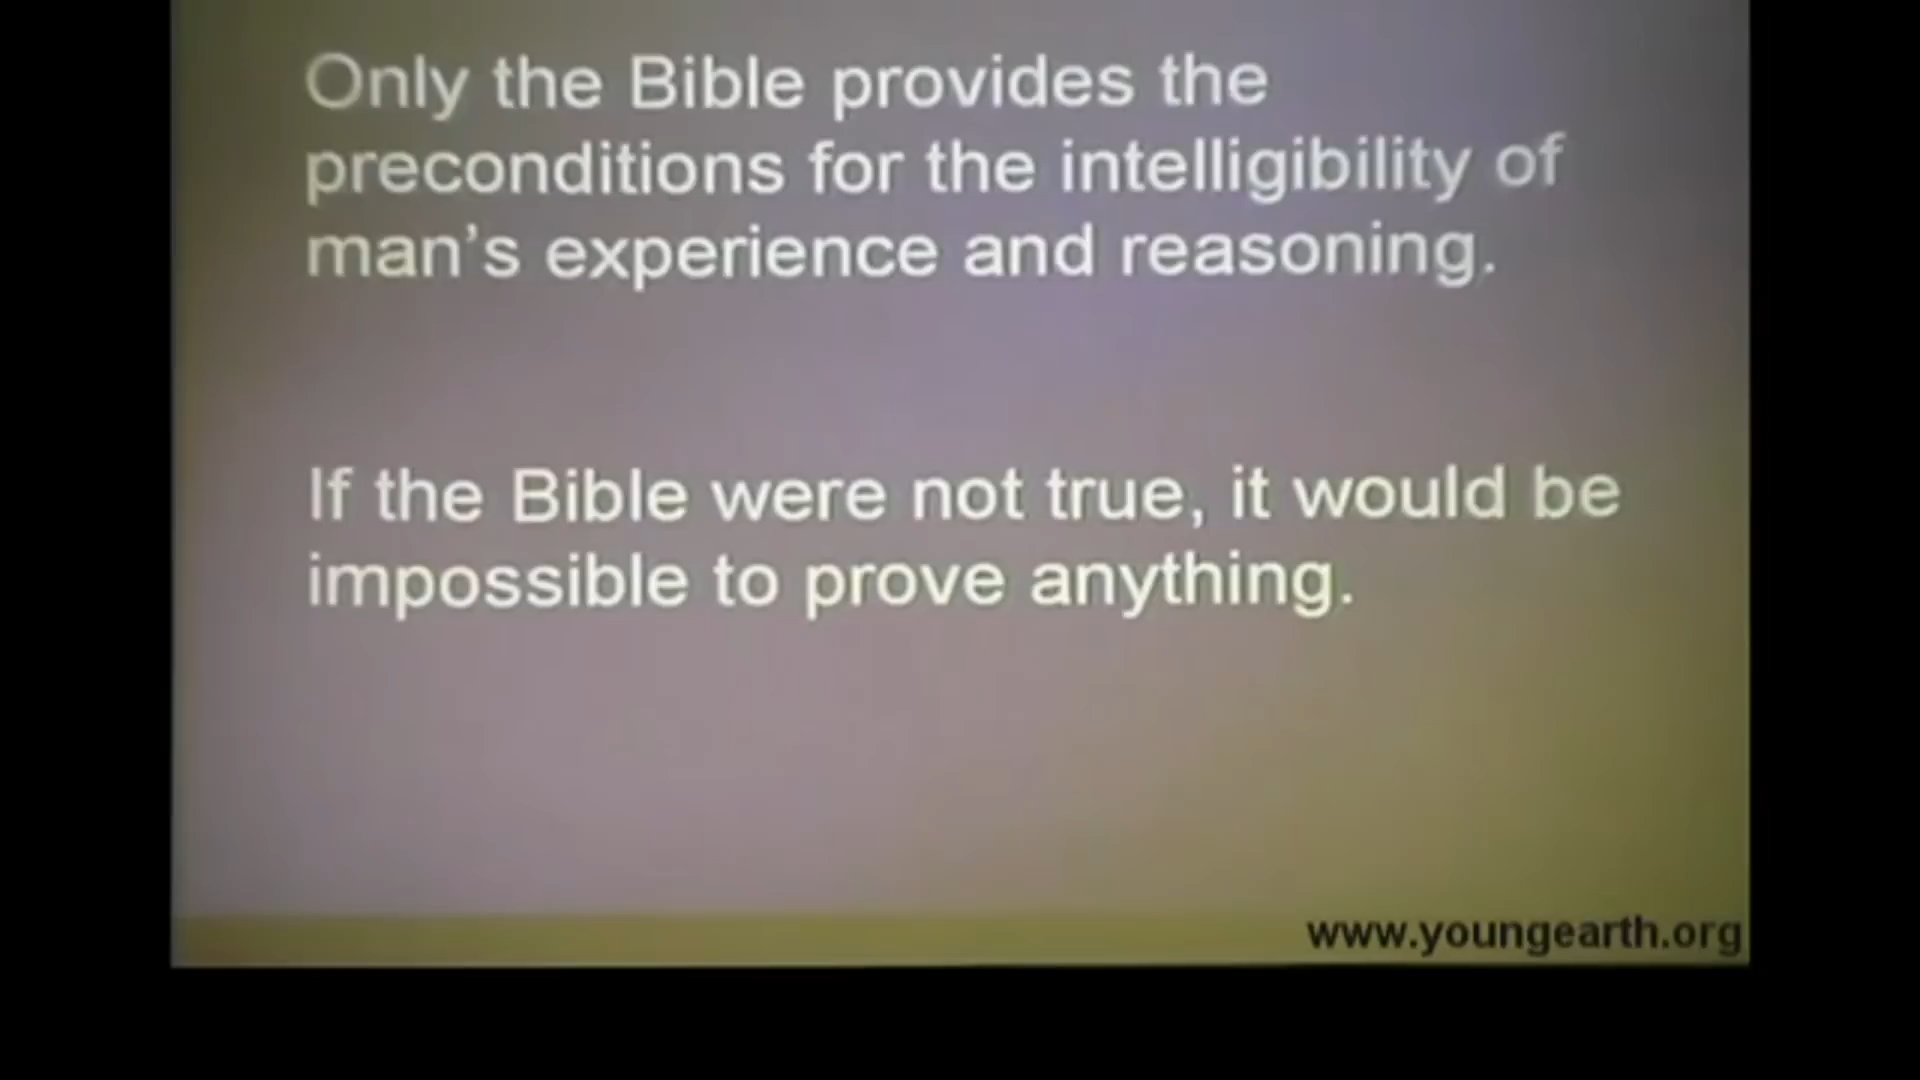 Only the Bible provides the
preconditions for the intelligibility of
man's experience and reasoning.
If the Bible were not true, it would be
impossible to prove anything.
www.youngearth.org